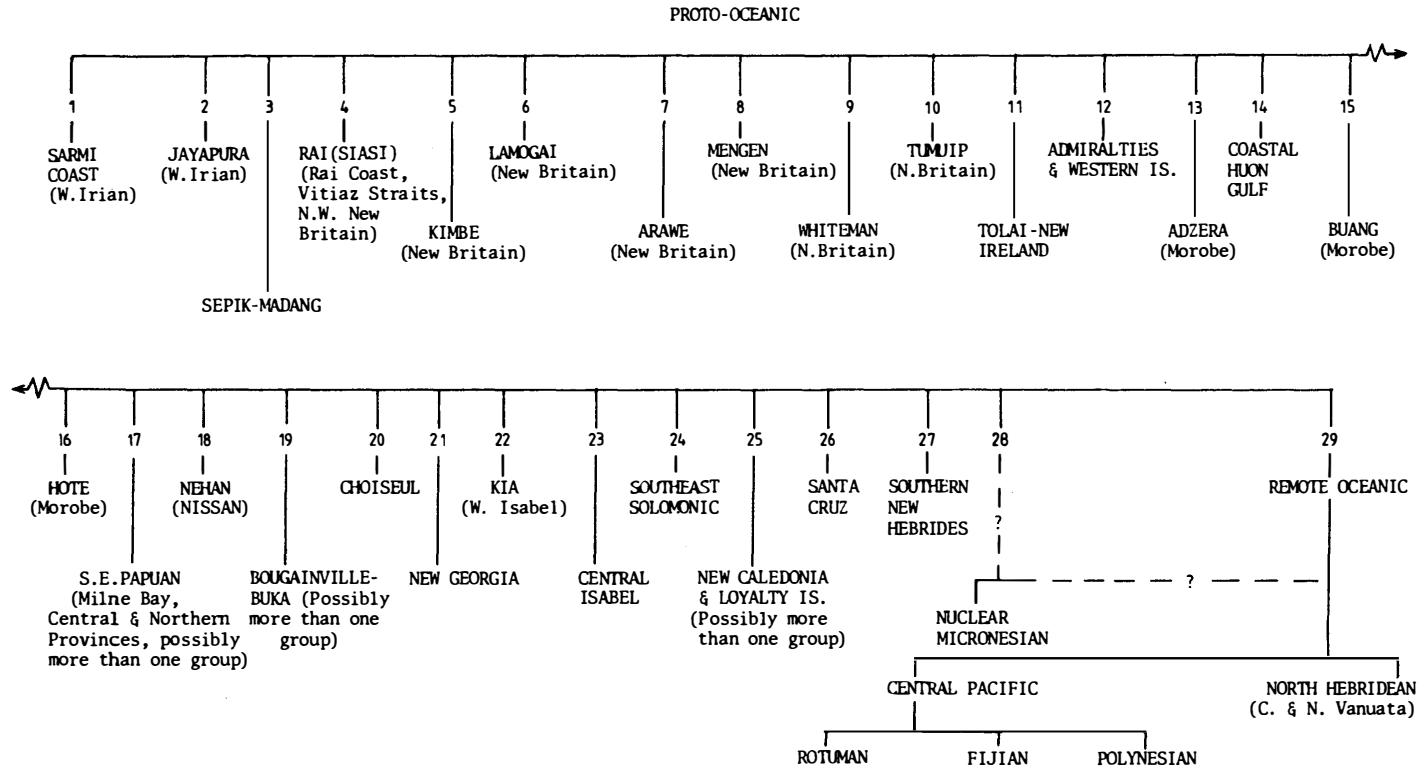 PROTO-OCEANIC
1 2 3 4 5 6 7 8 9 10 11 12 13 14 15
SARMI
COAST
(W.Irian)
JAYAPURA
(W.Irian)
SEPIK-MADANG
RAI(SIASI)
(Rai Coast,
Vitiaz Straits,
N.W. New
Britain)
KIMBE
(New Britain)
LAMOGAI
(New Britain)
ARAWE
(New Britain)
MENGEN
(New Britain)
WHITEMAN
(N.Britain)
TUMUIP
(N.Britain)
TOLAI-NEW
IRELAND
ADMIRALTIES
& WESTERN IS.
ADZERA
(Morobe)
COASTAL
HUON
GULF
BUANG
(Morobe)
16 17 18 19 20 21 22 23 24 25 26 27 28 29
HOTE
(Morobe)
S.E.PAPUAN
(Milne Bay,
Central & Northern
Provinces, possibly
more than one group)
NEHAN
(NISSAN)
BOUGAINVILLE-
BUKA (Possibly
more than one
group)
CHOISEUL
NEW GEORGIA
KIA
(W. Isabel)
CENTRAL
ISABEL
SOUTHEAST
SOLOMONIC
NEW CALEDONIA
& LOYALTY IS.
(Possibly more
than one group)
SANTA
CRUZ
SOUTHERN
NEW
HEBRIDES
?
?
NUCLEAR
MICRONESIAN
REMOTE OCEANIC
CENTRAL PACIFIC
NORTH HEBRIDEAN
(C. & N. Vanuata)
ROTUMAN
FIJIAN
POLYNESIAN